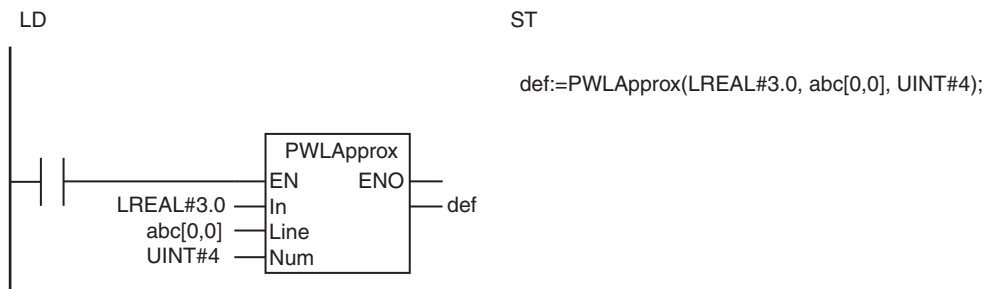 LD
ST
def:=PWLApprox(LREAL#3.0, abc[0,0], UINT#4);
PWLApprox
EN ENO
LREAL#3.0 In def
abc[0,0] Line
UINT#4 Num